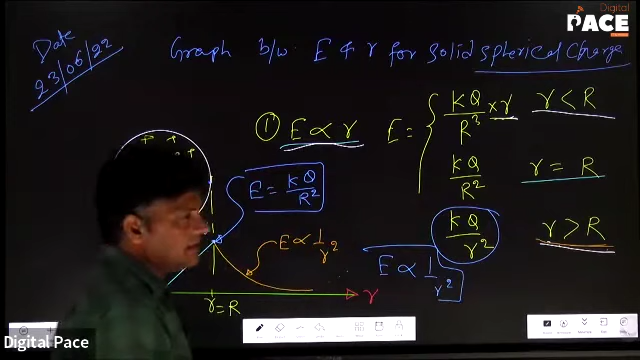 Digital
PACE
Date
23/06/22
Graph b/w. E & r for solid spherical charge
① E ∝ r
E =
KQ/R³ × r   r < R
KQ/R²   r = R
KQ/r²   r > R
+ +
+
E = KQ/R²
E ∝ 1/r²
E ∝ 1/r²
r
r = R
Digital Pace